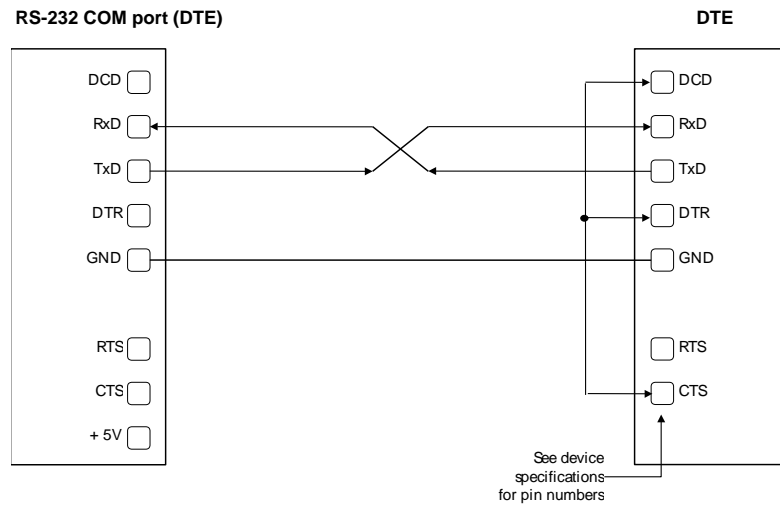 RS-232 COM port (DTE)
DTE
DCD
RxD
TxD
DTR
GND
RTS
CTS
+ 5V
DCD
RxD
TxD
DTR
GND
RTS
CTS
See device
specifications
for pin numbers